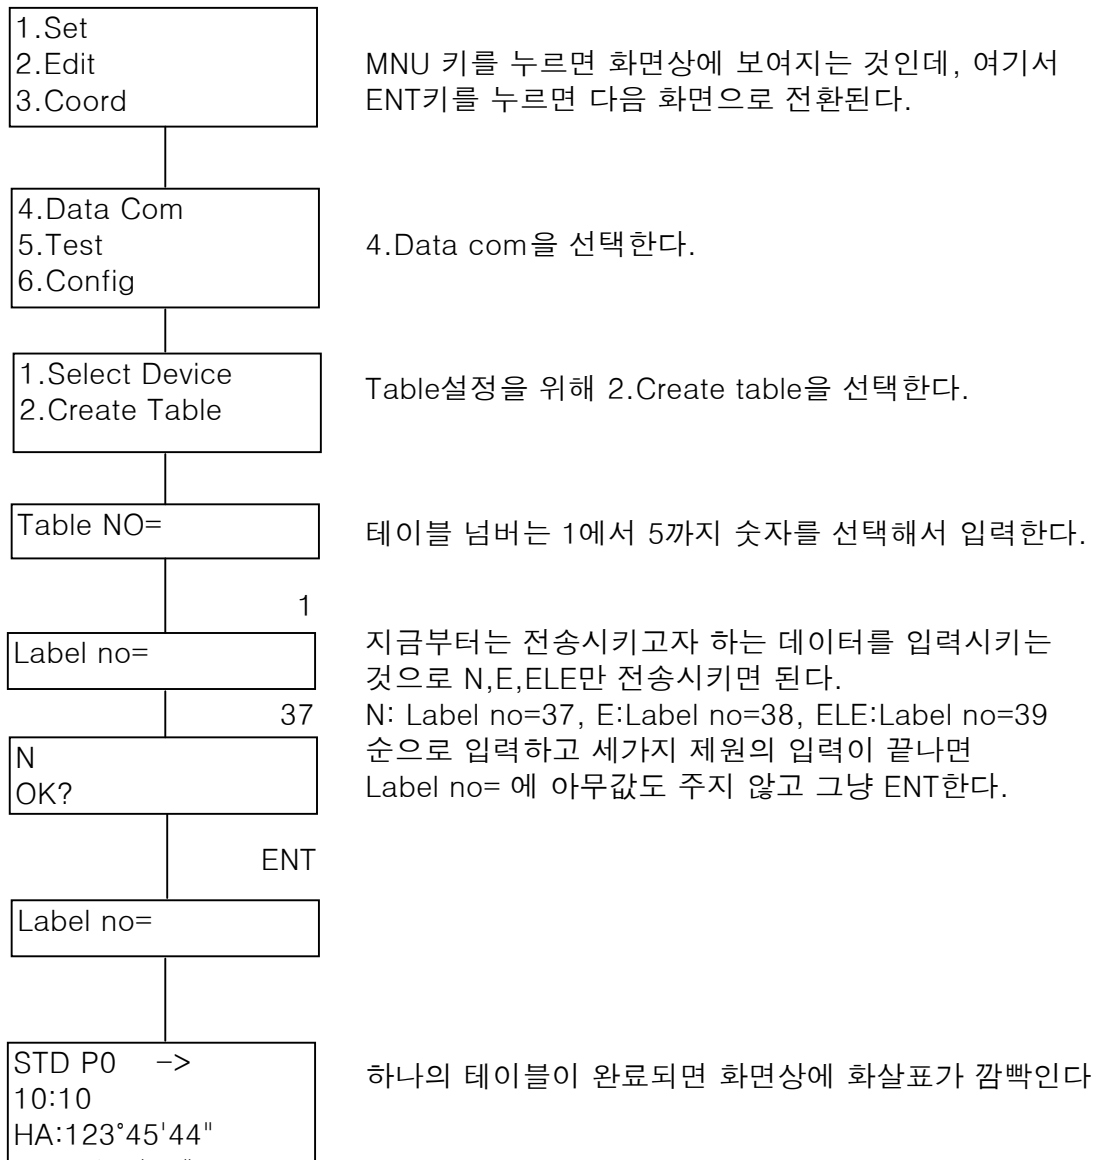 1.Set
2.Edit
3.Coord
MNU 키를 누르면 화면상에 보여지는 것인데, 여기서
ENT키를 누르면 다음 화면으로 전환된다.
4.Data Com
5.Test
6.Config
4.Data com을 선택한다.
1.Select Device
2.Create Table
Table설정을 위해 2.Create table을 선택한다.
Table NO=
테이블 넘버는 1에서 5까지 숫자를 선택해서 입력한다.
1
Label no=
지금부터는 전송시키고자 하는 데이터를 입력시키는
것으로 N,E,ELE만 전송시키면 된다.
37
N: Label no=37, E:Label no=38, ELE:Label no=39
순으로 입력하고 세가지 제원의 입력이 끝나면
Label no= 에 아무값도 주지 않고 그냥 ENT한다.
N
OK?
ENT
Label no=
STD P0 ->
10:10
HA:123°45'44"
하나의 테이블이 완료되면 화면상에 화살표가 깜빡인다